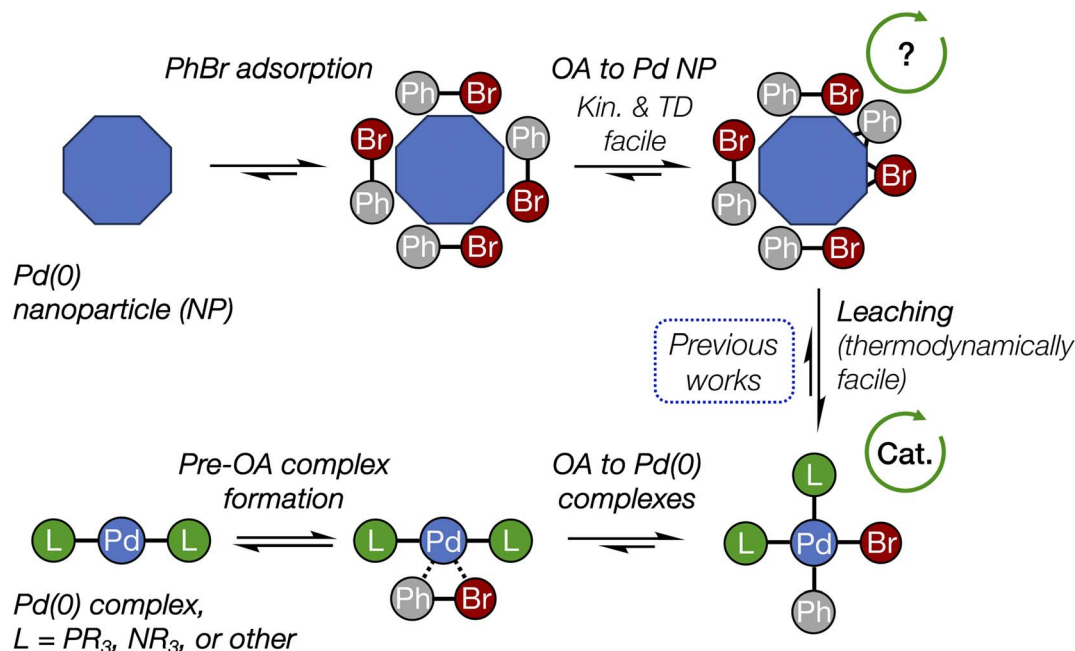 PhBr adsorption
OA to Pd NP
Kin. & TD
facile
?
Ph Br
Br
Ph
Ph
Br
Ph Br
Ph Br
Ph
Br
Br
Ph
Ph Br
Pd(0)
nanoparticle (NP)
Previous
works
Leaching
(thermodynamically
facile)
Cat.
Pre-OA complex
formation
OA to Pd(0)
complexes
L Pd L
L Pd L
Ph Br
L
L Pd Br
Ph
Pd(0) complex,
L = PR₃, NR₃, or other